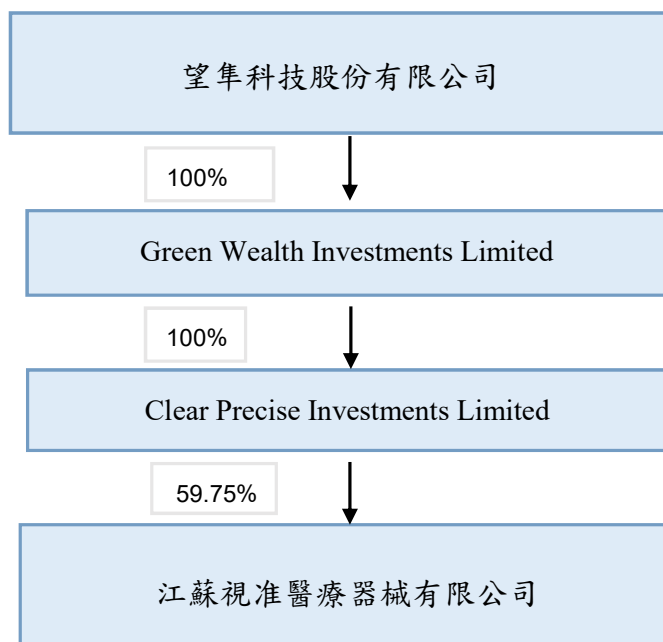 望隼科技股份有限公司
100%
Green Wealth Investments Limited
100%
Clear Precise Investments Limited
59.75%
江蘇視准醫療器械有限公司